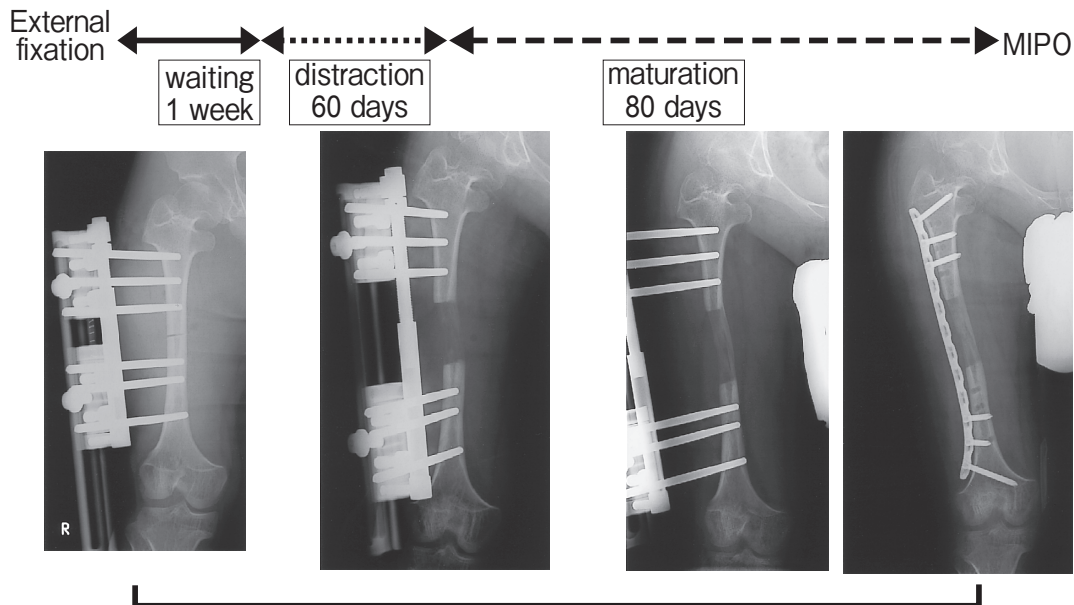 External
fixation
MIPO
waiting
1 week
distraction
60 days
maturation
80 days
R